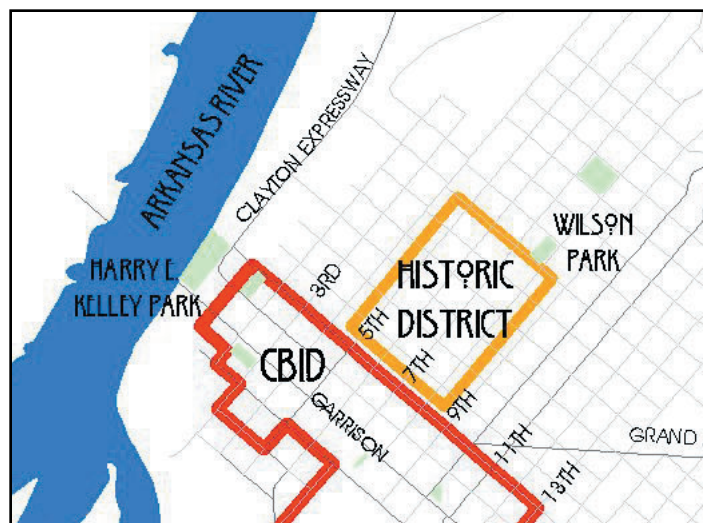 ARKANSAS RIVER
CLAYTON EXPRESSWAY
WILSON
PARK
HARRY E.
KELLEY PARK
HISTORIC
DISTRICT
3RD
5TH
7TH
9TH
CBID
GARRISON
11TH
13TH
GRAND